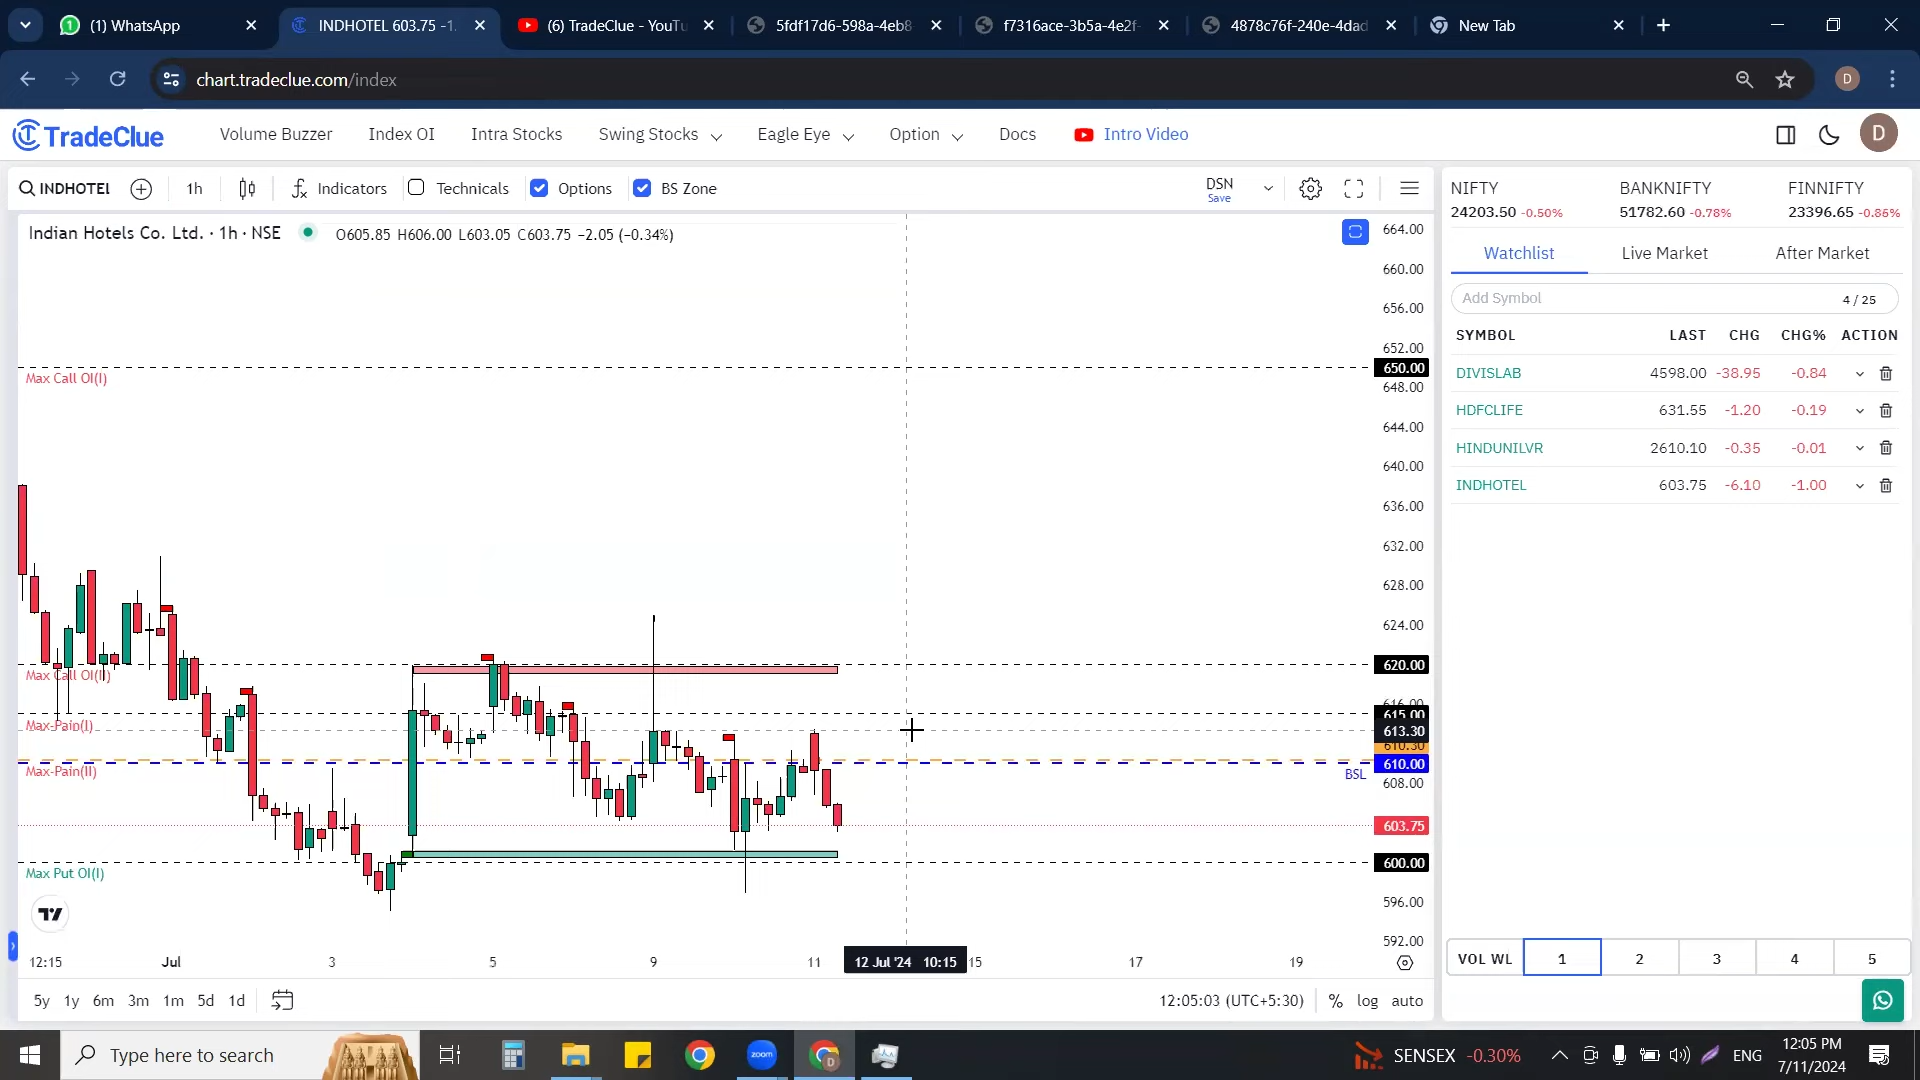 (1) WhatsApp
INDHOTEL 603.75 -1.
(6) TradeClue - YouTu
5fdf17d6-598a-4eb8
f7316ace-3b5a-4e2f-
4878c76f-240e-4dad
New Tab
chart.tradeclue.com/index
D
TradeClue
Volume Buzzer
Index OI
Intra Stocks
Swing Stocks
Eagle Eye
Option
Docs
Intro Video
D
INDHOTEL
1h
Indicators
Technicals
Options
BS Zone
DSN
Save
Indian Hotels Co. Ltd. · 1h · NSE
O605.85 H606.00 L603.05 C603.75 −2.05 (−0.34%)
664.00
660.00
656.00
652.00
650.00
Max Call OI(I)
648.00
644.00
640.00
636.00
632.00
628.00
624.00
620.00
Max Call OI(II)
616.00
615.00
Max-Pain(I)
613.30
610.30
610.00
Max-Pain(II)
BSL
608.00
603.75
600.00
Max Put OI(I)
596.00
592.00
12:15
Jul
3
5
9
11
12 Jul '24 10:15
15
17
19
5y 1y 6m 3m 1m 5d 1d
12:05:03 (UTC+5:30)
% log auto
NIFTY
24203.50 -0.50%
BANKNIFTY
51782.60 -0.78%
FINNIFTY
23396.65 -0.86%
Watchlist
Live Market
After Market
Add Symbol
4 / 25
SYMBOL LAST CHG CHG% ACTION
DIVISLAB 4598.00 -38.95 -0.84
HDFCLIFE 631.55 -1.20 -0.19
HINDUNILVR 2610.10 -0.35 -0.01
INDHOTEL 603.75 -6.10 -1.00
VOL WL 1 2 3 4 5
Type here to search
zoom
D
SENSEX -0.30%
ENG
12:05 PM
7/11/2024